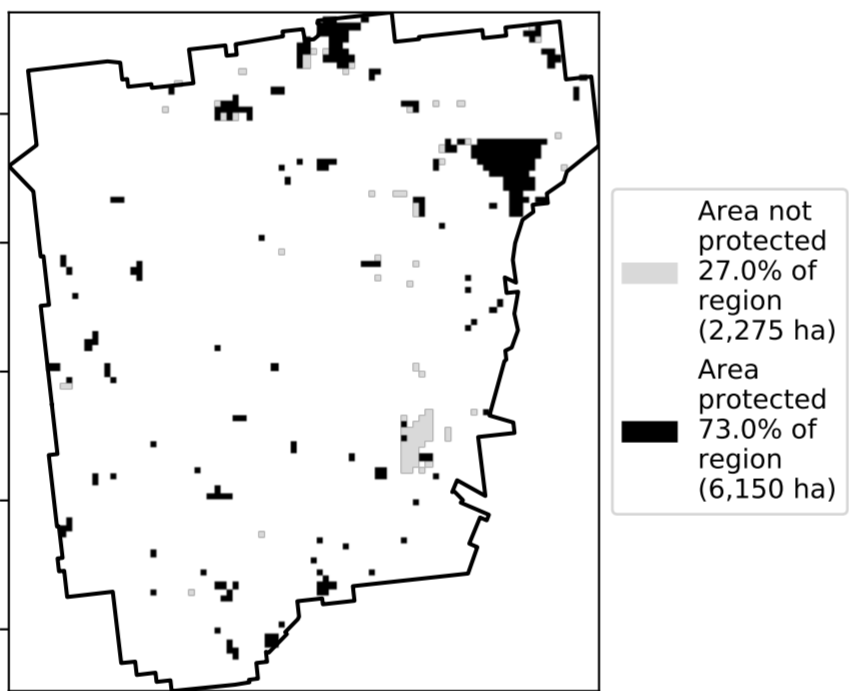 Area not
protected
27.0% of
region
(2,275 ha)
Area
protected
73.0% of
region
(6,150 ha)